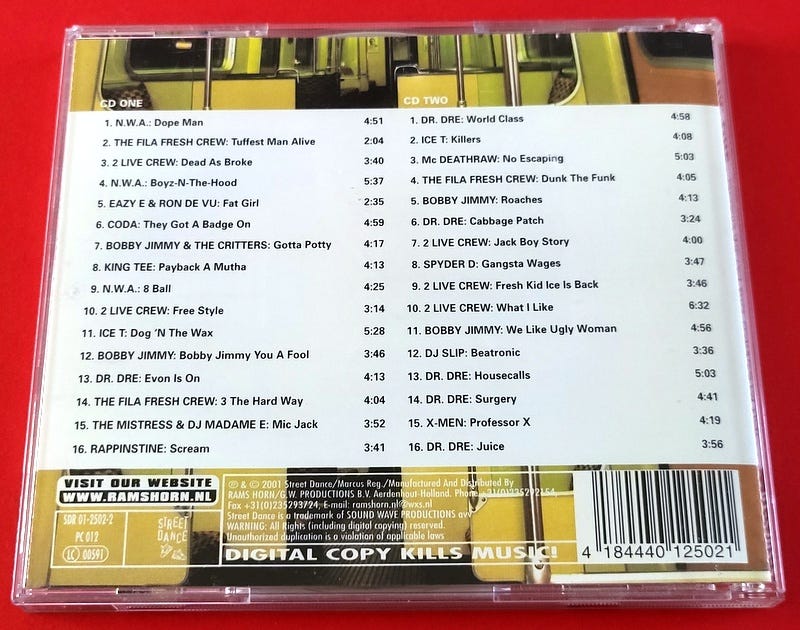 CD ONE
1. N.W.A.: Dope Man 4:51
2. THE FILA FRESH CREW: Tuffest Man Alive 2:04
3. 2 LIVE CREW: Dead As Broke 3:40
4. N.W.A.: Boyz-N-The-Hood 5:37
5. EAZY E & RON DE VU: Fat Girl 2:35
6. CODA: They Got A Badge On 4:59
7. BOBBY JIMMY & THE CRITTERS: Gotta Potty 4:17
8. KING TEE: Payback A Mutha 4:13
9. N.W.A.: 8 Ball 4:25
10. 2 LIVE CREW: Free Style 3:14
11. ICE T: Dog 'N The Wax 5:28
12. BOBBY JIMMY: Bobby Jimmy You A Fool 3:46
13. DR. DRE: Evon Is On 4:13
14. THE FILA FRESH CREW: 3 The Hard Way 4:04
15. THE MISTRESS & DJ MADAME E: Mic Jack 3:52
16. RAPPINSTINE: Scream 3:41
CD TWO
1. DR. DRE: World Class 4:58
2. ICE T: Killers 4:08
3. Mc DEATHRAW: No Escaping 5:03
4. THE FILA FRESH CREW: Dunk The Funk 4:05
5. BOBBY JIMMY: Roaches 4:13
6. DR. DRE: Cabbage Patch 3:24
7. 2 LIVE CREW: Jack Boy Story 4:00
8. SPYDER D: Gangsta Wages 3:47
9. 2 LIVE CREW: Fresh Kid Ice Is Back 3:46
10. 2 LIVE CREW: What I Like 6:32
11. BOBBY JIMMY: We Like Ugly Woman 4:56
12. DJ SLIP: Beatronic 3:36
13. DR. DRE: Housecalls 5:03
14. DR. DRE: Surgery 4:41
15. X-MEN: Professor X 4:19
16. DR. DRE: Juice 3:56
VISIT OUR WEBSITE
WWW.RAMSHORN.NL
SDR 01-2502-2
PC 012
LC 00591
STREET
DANCE
℗ & © 2001 Street Dance/Marcus Reg./Manufactured And Distributed By
RAMS HORN/G.W. PRODUCTIONS B.V. Aerdenhout-Holland. Phone +31(0)235292154,
Fax +31(0)235293724, E-mail: ramshorn.nl@wxs.nl
Street Dance is a trademark of SOUND WAVE PRODUCTIONS avv
WARNING: All Rights (including digital copying) reserved.
Unauthorized duplication is a violation of applicable laws
DIGITAL COPY KILLS MUSIC!
4 184440 125021